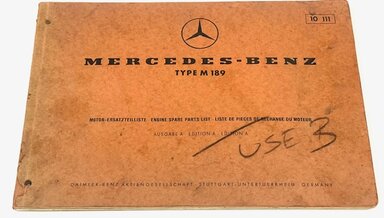 10 111
MERCEDES-BENZ
TYPE M 189
MOTOR-ERSATZTEILLISTE · ENGINE SPARE PARTS LIST · LISTE DE PIECES DE RECHANGE DU MOTEUR
AUSGABE A · EDITION A · EDITION A
USE 3
DAIMLER-BENZ AKTIENGESELLSCHAFT · STUTTGART-UNTERTUERKHEIM GERMANY